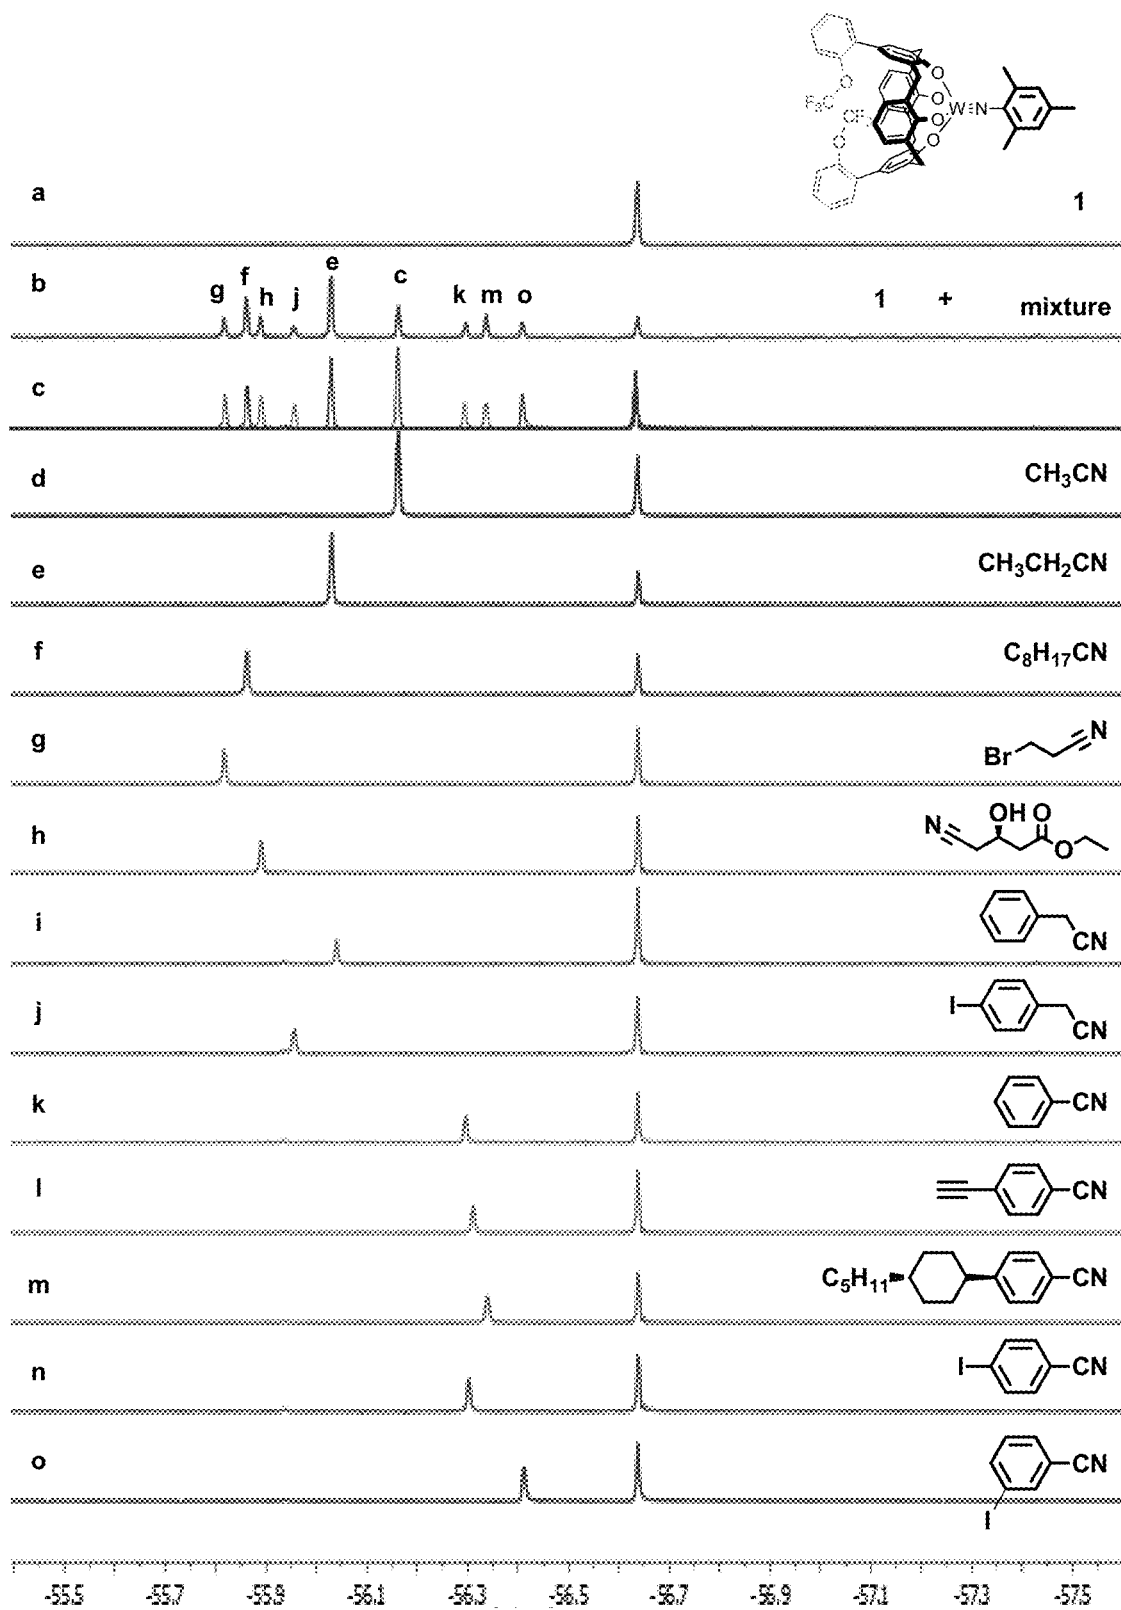 O
F₃C
O
CF₃
O
O
O
O
W≡N
a
1
b
g
f
h
j
e
c
k
m
o
1 + mixture
c
d
CH₃CN
e
CH₃CH₂CN
f
C₈H₁₇CN
g
Br
N
h
N
OH
O
O
i
CN
j
I
CN
k
CN
l
CN
m
C₅H₁₁
CN
n
I
CN
o
CN
I
-55.5 -55.7 -55.9 -56.1 -56.3 -56.5 -56.7 -56.9 -57.1 -57.3 -57.5